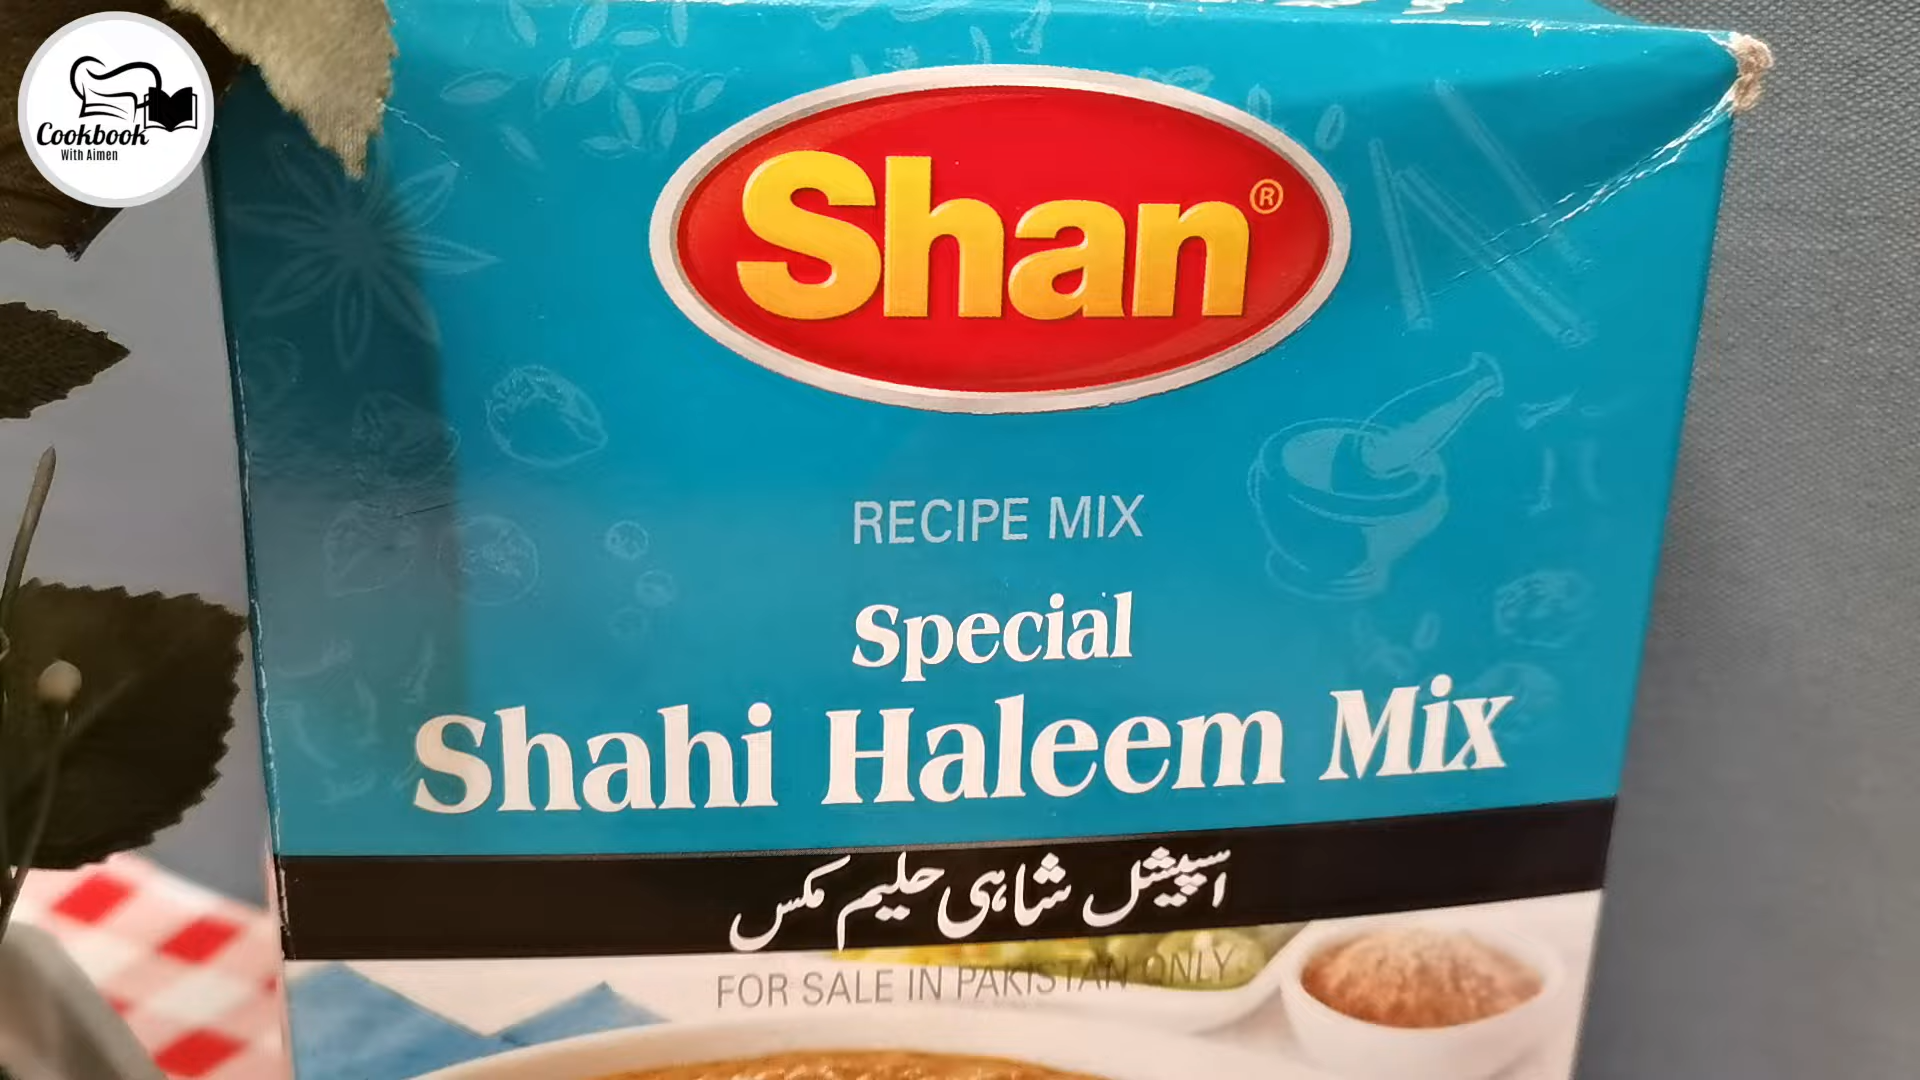 Cookbook
With Aimen
Shan®
RECIPE MIX
Special
Shahi Haleem Mix
اسپیشل شاہی حلیم مکس
FOR SALE IN PAKISTAN ONLY